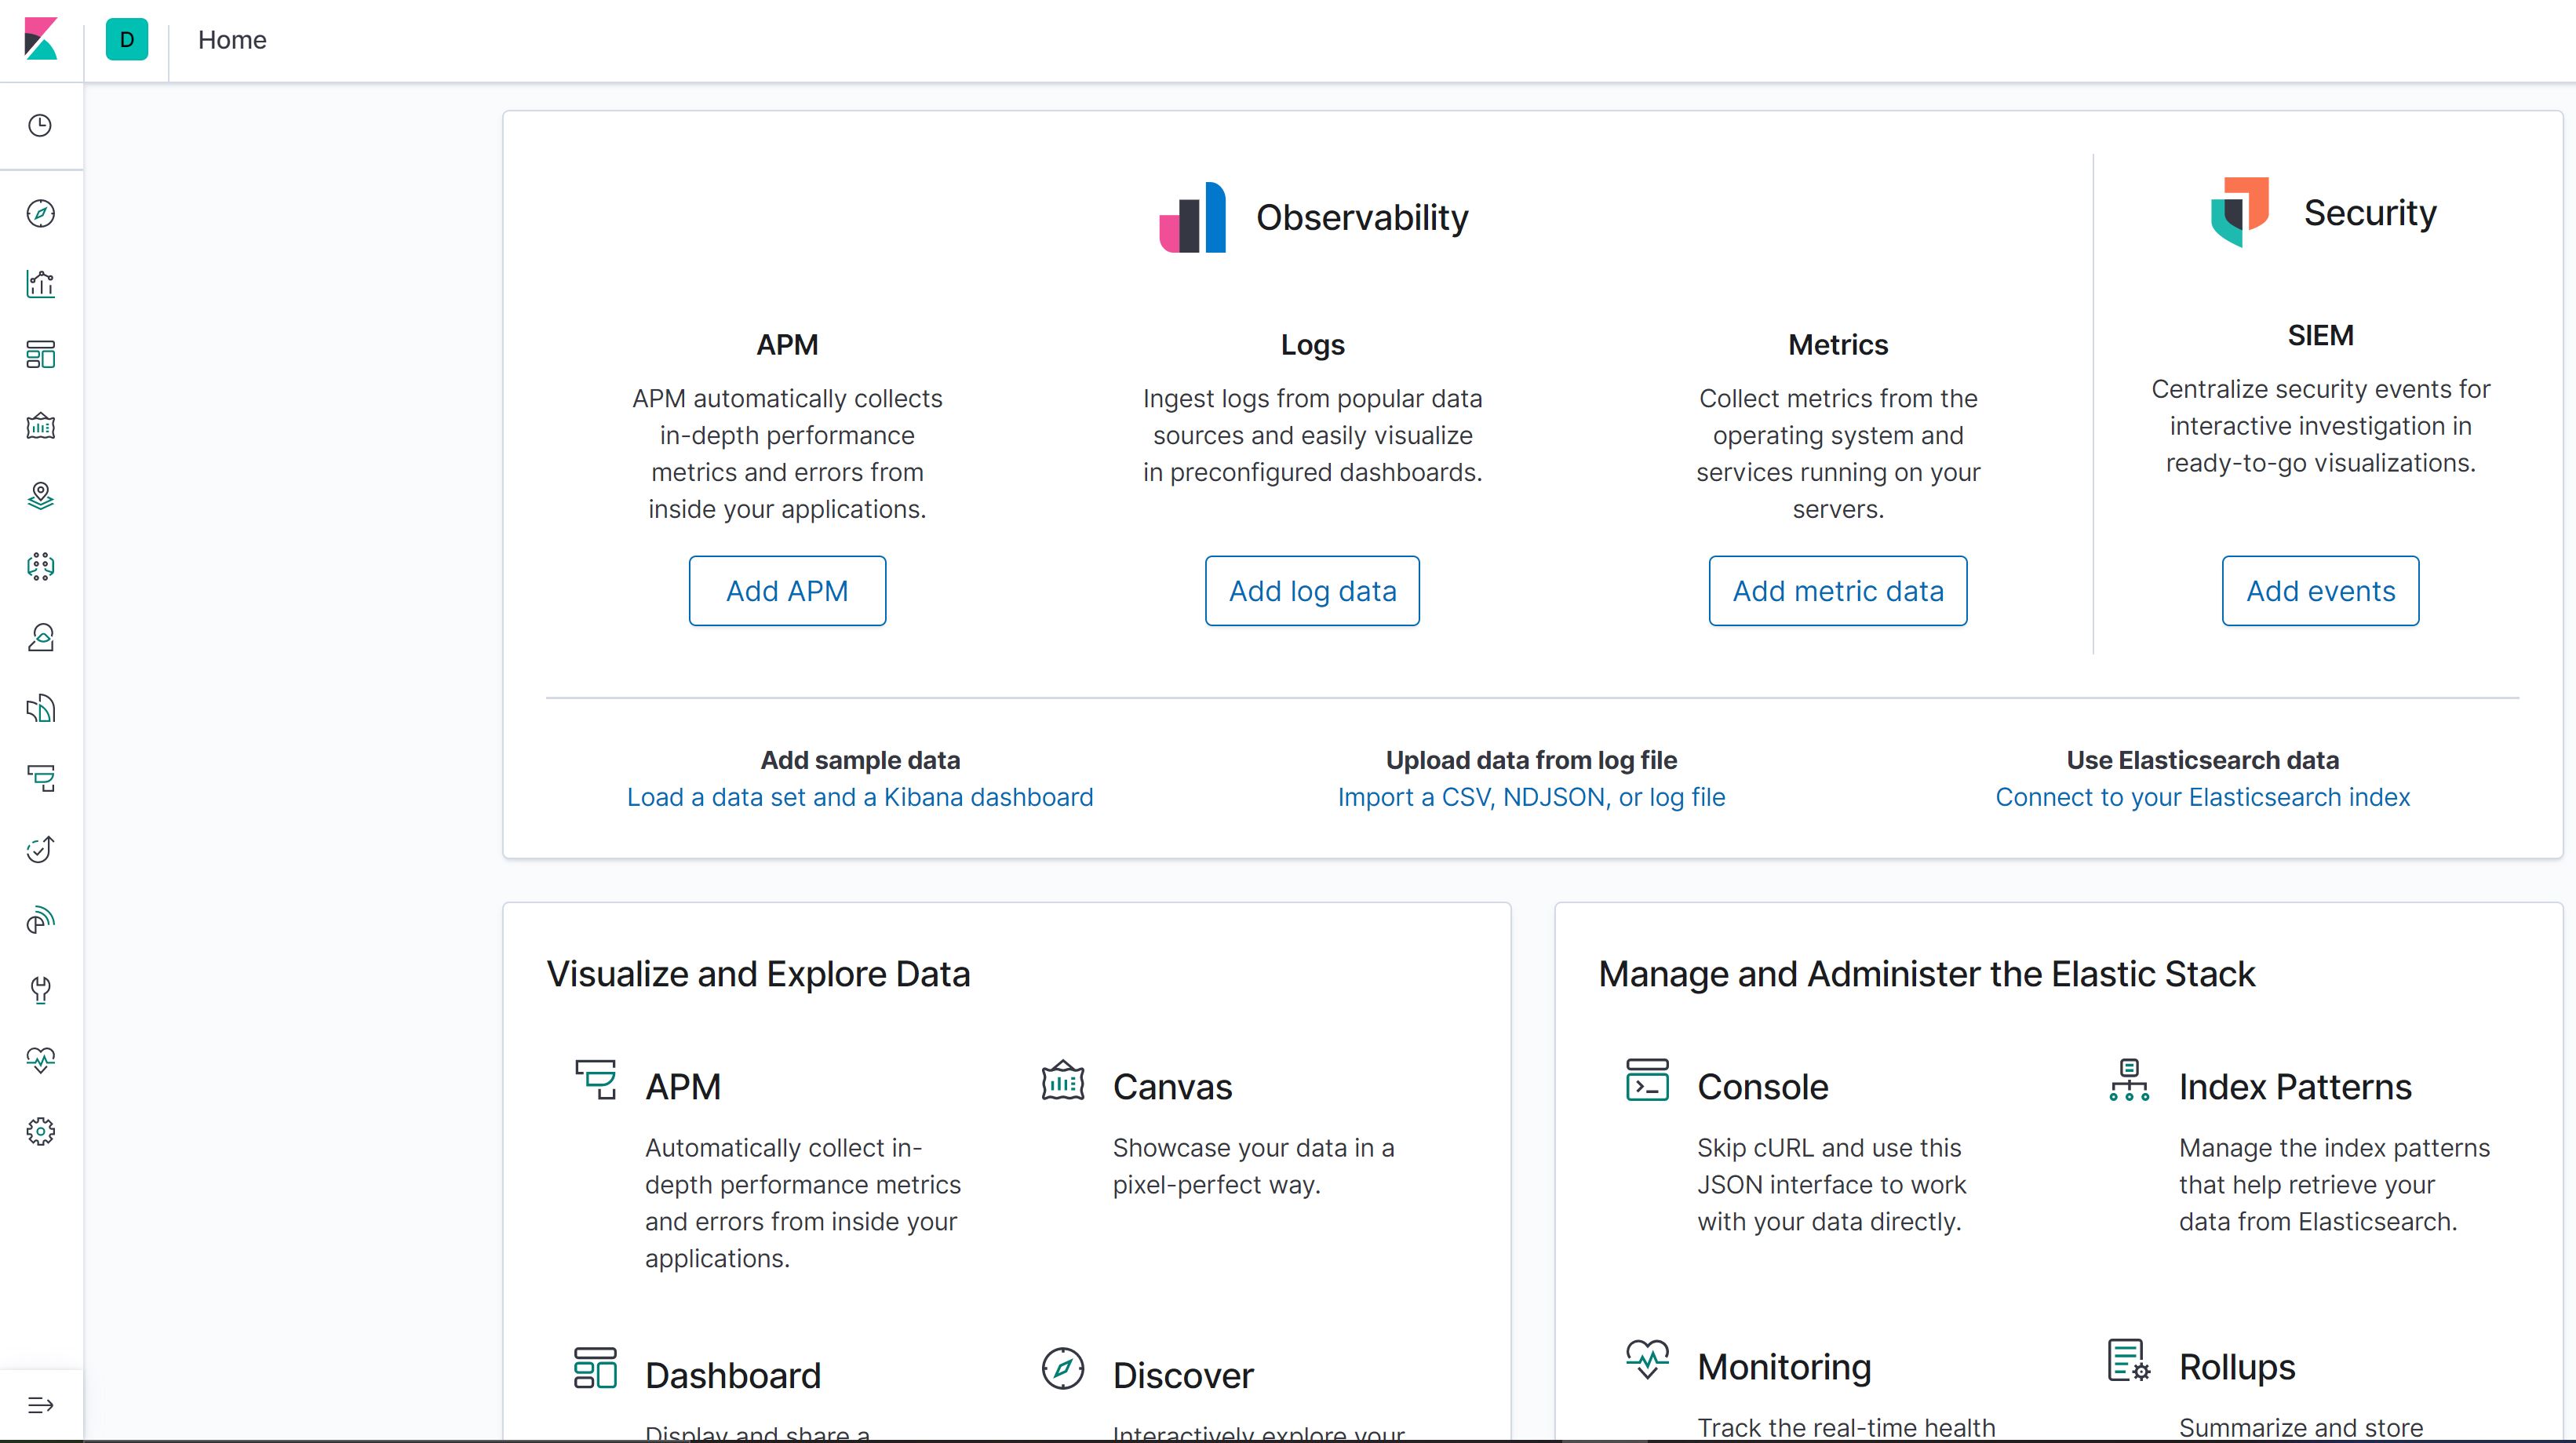 D
Home
Observability
Security
APM
APM automatically collects
in-depth performance
metrics and errors from
inside your applications.
Add APM
Logs
Ingest logs from popular data
sources and easily visualize
in preconfigured dashboards.
Add log data
Metrics
Collect metrics from the
operating system and
services running on your
servers.
Add metric data
SIEM
Centralize security events for
interactive investigation in
ready-to-go visualizations.
Add events
Add sample data
Load a data set and a Kibana dashboard
Upload data from log file
Import a CSV, NDJSON, or log file
Use Elasticsearch data
Connect to your Elasticsearch index
Visualize and Explore Data
APM
Automatically collect in-
depth performance metrics
and errors from inside your
applications.
Canvas
Showcase your data in a
pixel-perfect way.
Dashboard
Display and share a
Discover
Interactively explore your
Manage and Administer the Elastic Stack
Console
Skip cURL and use this
JSON interface to work
with your data directly.
Index Patterns
Manage the index patterns
that help retrieve your
data from Elasticsearch.
Monitoring
Track the real-time health
Rollups
Summarize and store